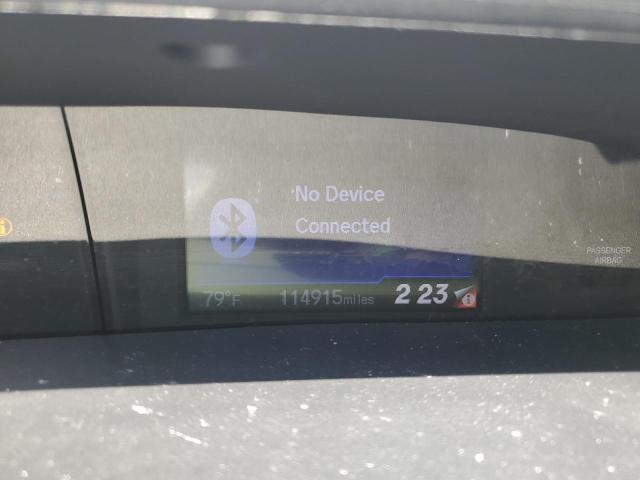 No Device
Connected
PASSENGER
AIRBAG
79°F 114915miles 2 23